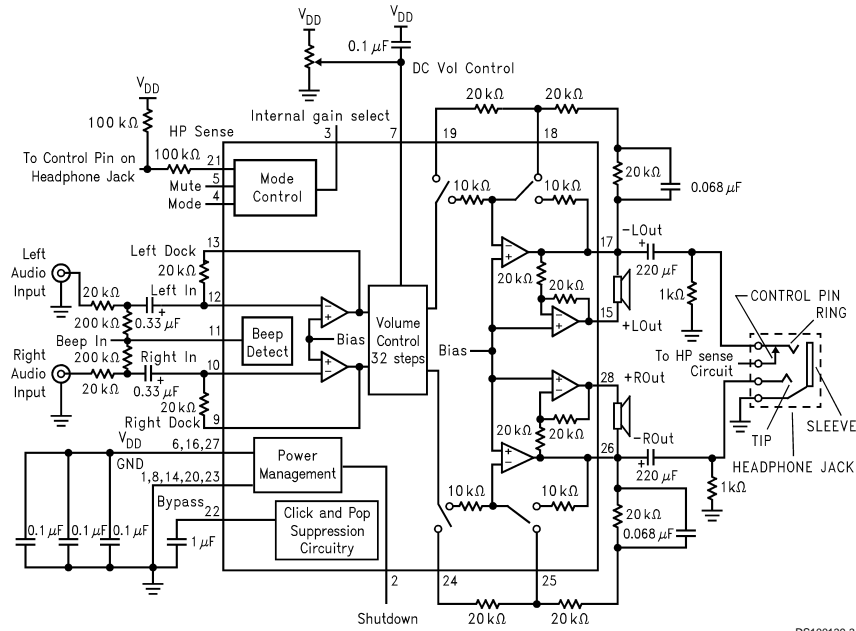 V_DD
V_DD
0.1 µF
DC Vol Control
V_DD
100 kΩ
Internal gain select
20 kΩ
20 kΩ
HP Sense
3
7
19
18
To Control Pin on
Headphone Jack
100 kΩ
21
Mute
5
Mode
4
Mode
Control
10 kΩ
10 kΩ
20 kΩ
0.068 µF
Left
Audio
Input
Left Dock
13
20 kΩ
Left In
12
20 kΩ
200 kΩ
0.33 µF
Beep In
11
Beep
Detect
Bias
Volume
Control
32 steps
200 kΩ
Right In
10
Right
Audio
Input
20 kΩ
0.33 µF
20 kΩ
Right Dock
9
17
-LOut
+
220 µF
20 kΩ
20 kΩ
15
+LOut
1kΩ
Bias
28
+ROut
20 kΩ
20 kΩ
26
-ROut
+
220 µF
1kΩ
CONTROL PIN
RING
To HP sense
Circuit
TIP
SLEEVE
HEADPHONE JACK
V_DD
6,16,27
GND
1,8,14,20,23
Power
Management
Bypass
22
Click and Pop
Suppression
Circuitry
0.1 µF
0.1 µF
0.1 µF
1 µF
10 kΩ
10 kΩ
20 kΩ
0.068 µF
2
24
25
Shutdown
20 kΩ
20 kΩ